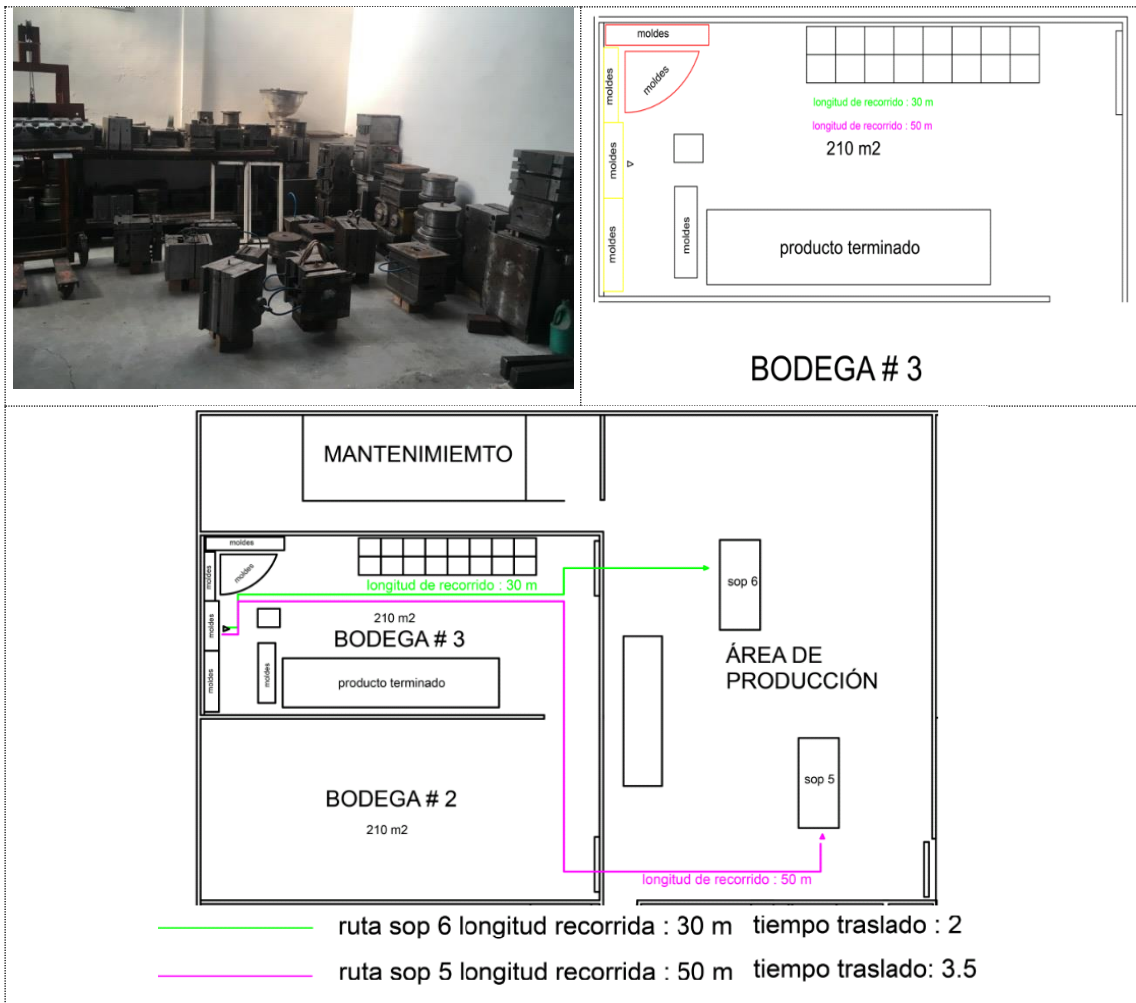 moldes
moldes
moldes
longitud de recorrido : 30 m
longitud de recorrido : 50 m
210 m2
moldes
moldes
moldes
producto terminado
BODEGA # 3
MANTENIMIEMTO
moldes
moldes
moldes
longitud de recorrido : 30 m
sop 6
moldes
210 m2
BODEGA # 3
ÁREA DE
PRODUCCIÓN
moldes
moldes
producto terminado
sop 5
BODEGA # 2
210 m2
longitud de recorrido : 50 m
ruta sop 6 longitud recorrida : 30 m tiempo traslado : 2
ruta sop 5 longitud recorrida : 50 m tiempo traslado: 3.5